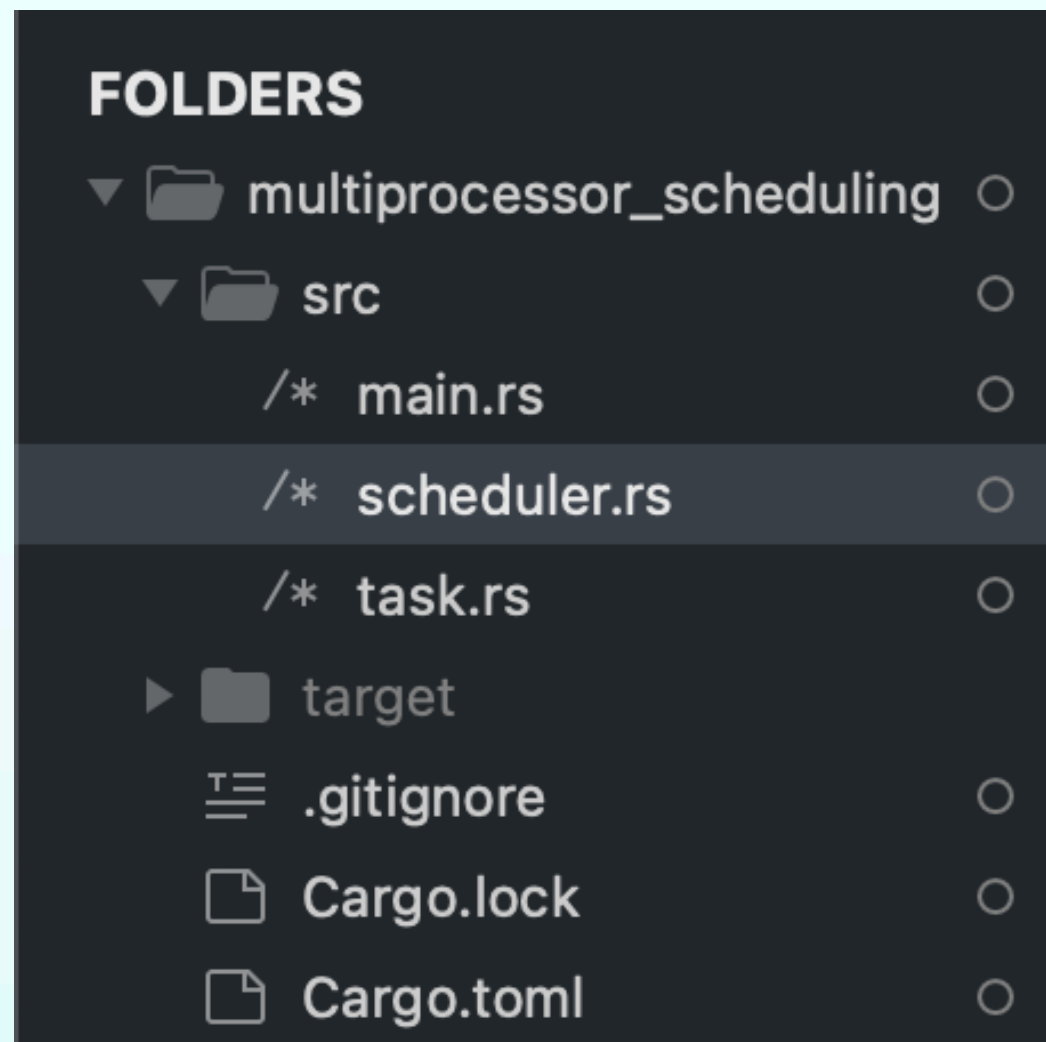 FOLDERS
multiprocessor_scheduling
src
/* main.rs
/* scheduler.rs
/* task.rs
target
.gitignore
Cargo.lock
Cargo.toml